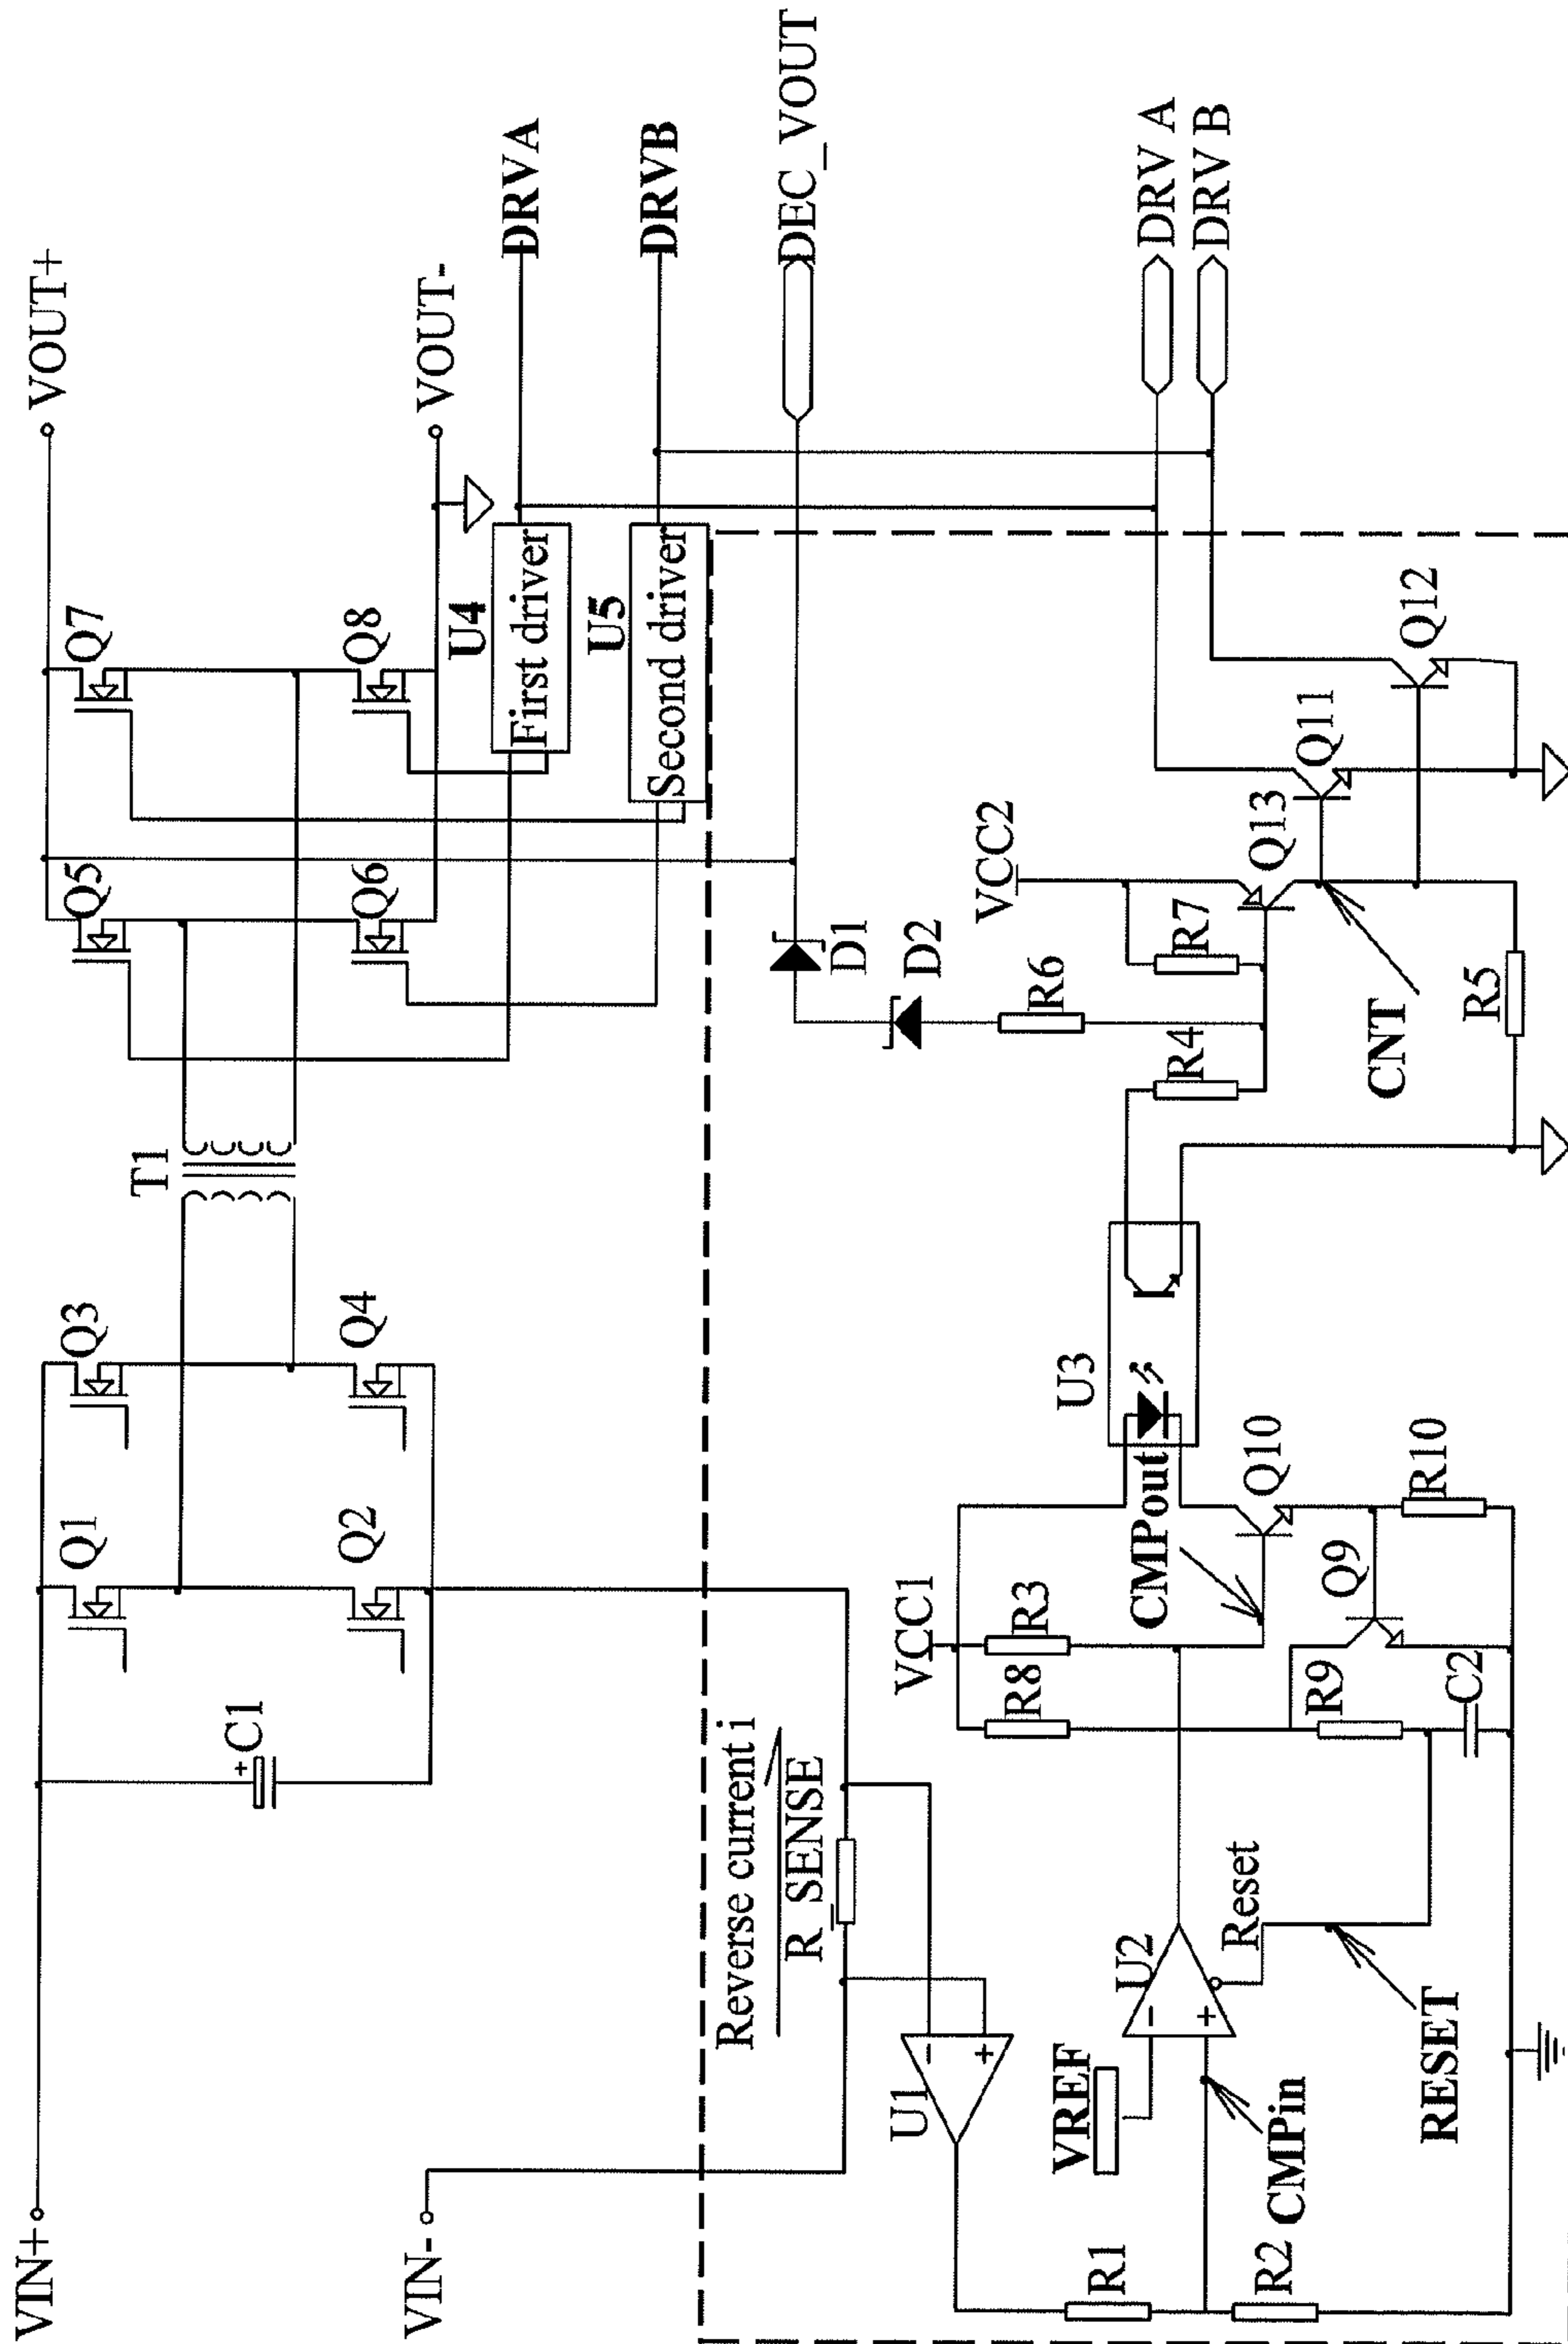 VIN+
VIN-
C1
+
Q1
Q2
Q3
Q4
T1
Q5
Q6
Q7
Q8
VOUT+
VOUT-
U4
First driver
DRVA
U5
Second driver
DRVB
DEC_VOUT
DRV A
DRV B
Reverse current i
R_SENSE
U1
-
+
VREF
U2
-
+
Reset
CMPin
RESET
R1
R2
VCC1
R8
R3
R9
C2
CMPout
Q9
Q10
R10
U3
D1
D2
R6
R4
R7
VCC2
Q13
Q11
Q12
CNT
R5